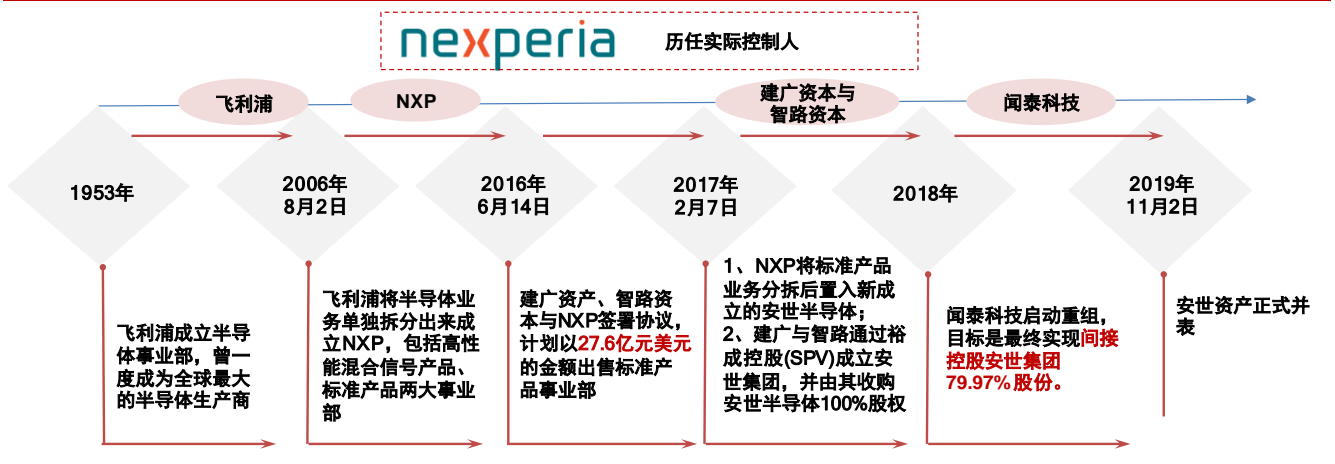 nexperia 历任实际控制人
飞利浦
NXP
建广资本与
智路资本
闻泰科技
1953年
2006年
8月2日
2016年
6月14日
2017年
2月7日
2018年
2019年
11月2日
飞利浦成立半导
体事业部，曾一
度成为全球最大
的半导体生产商
飞利浦将半导体业
务单独拆分出来成
立NXP，包括高性
能混合信号产品、
标准产品两大事业
部
建广资产、智路资
本与NXP签署协议，
计划以27.6亿元美元
的金额出售标准产
品事业部
1、NXP将标准产品
业务分拆后置入新成
立的安世半导体；
2、建广与智路通过裕
成控股(SPV)成立安
世集团，并由其收购
安世半导体100%股权
闻泰科技启动重组，
目标是最终实现间接
控股安世集团
79.97%股份。
安世资产正式并
表